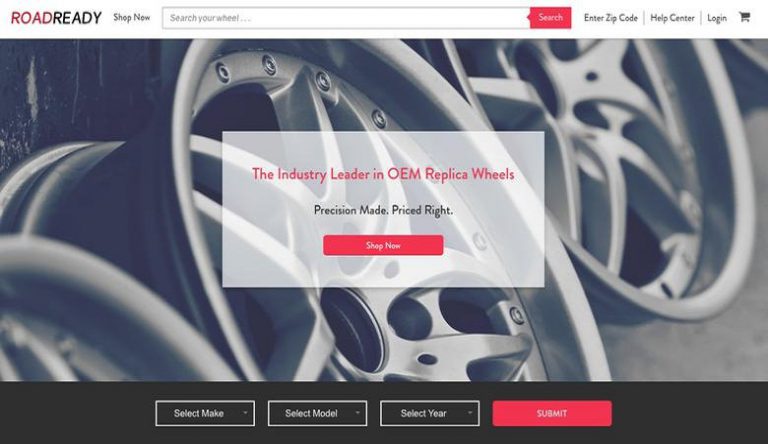 ROADREADY Shop Now Search your wheel . . . Search Enter Zip Code Help Center Login
The Industry Leader in OEM Replica Wheels
Precision Made. Priced Right.
Shop Now
Select Make Select Model Select Year SUBMIT